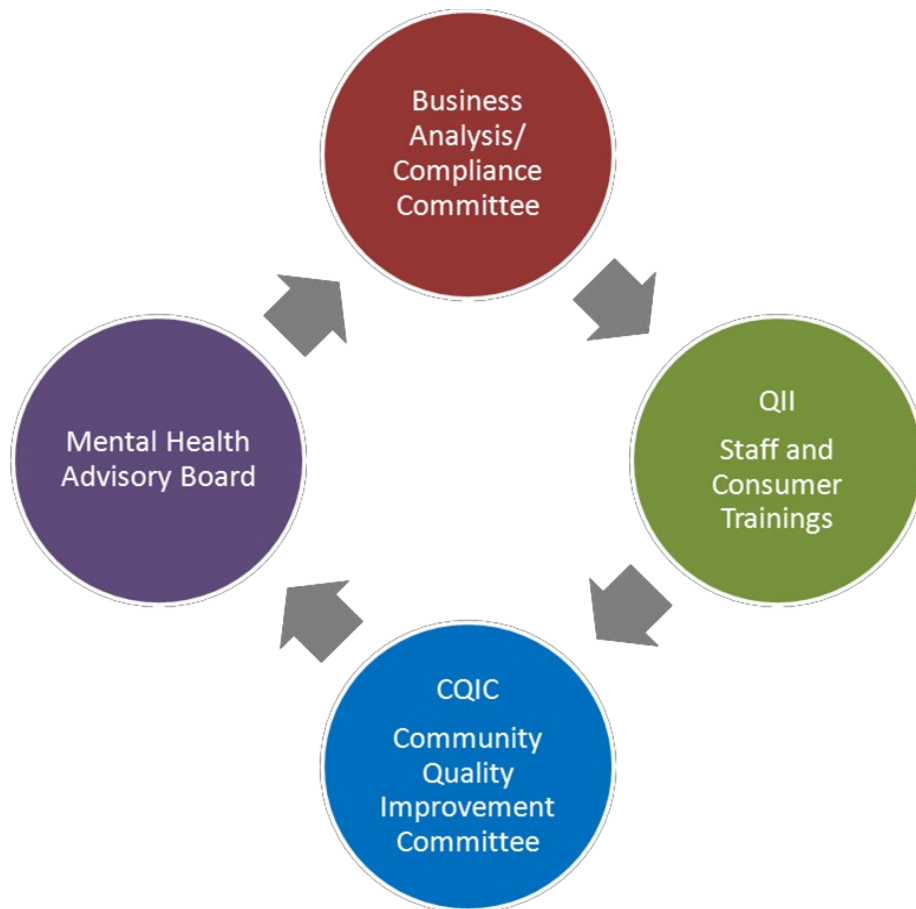 Business
Analysis/
Compliance
Committee
QII
Staff and
Consumer
Trainings
CQIC
Community
Quality
Improvement
Committee
Mental Health
Advisory Board